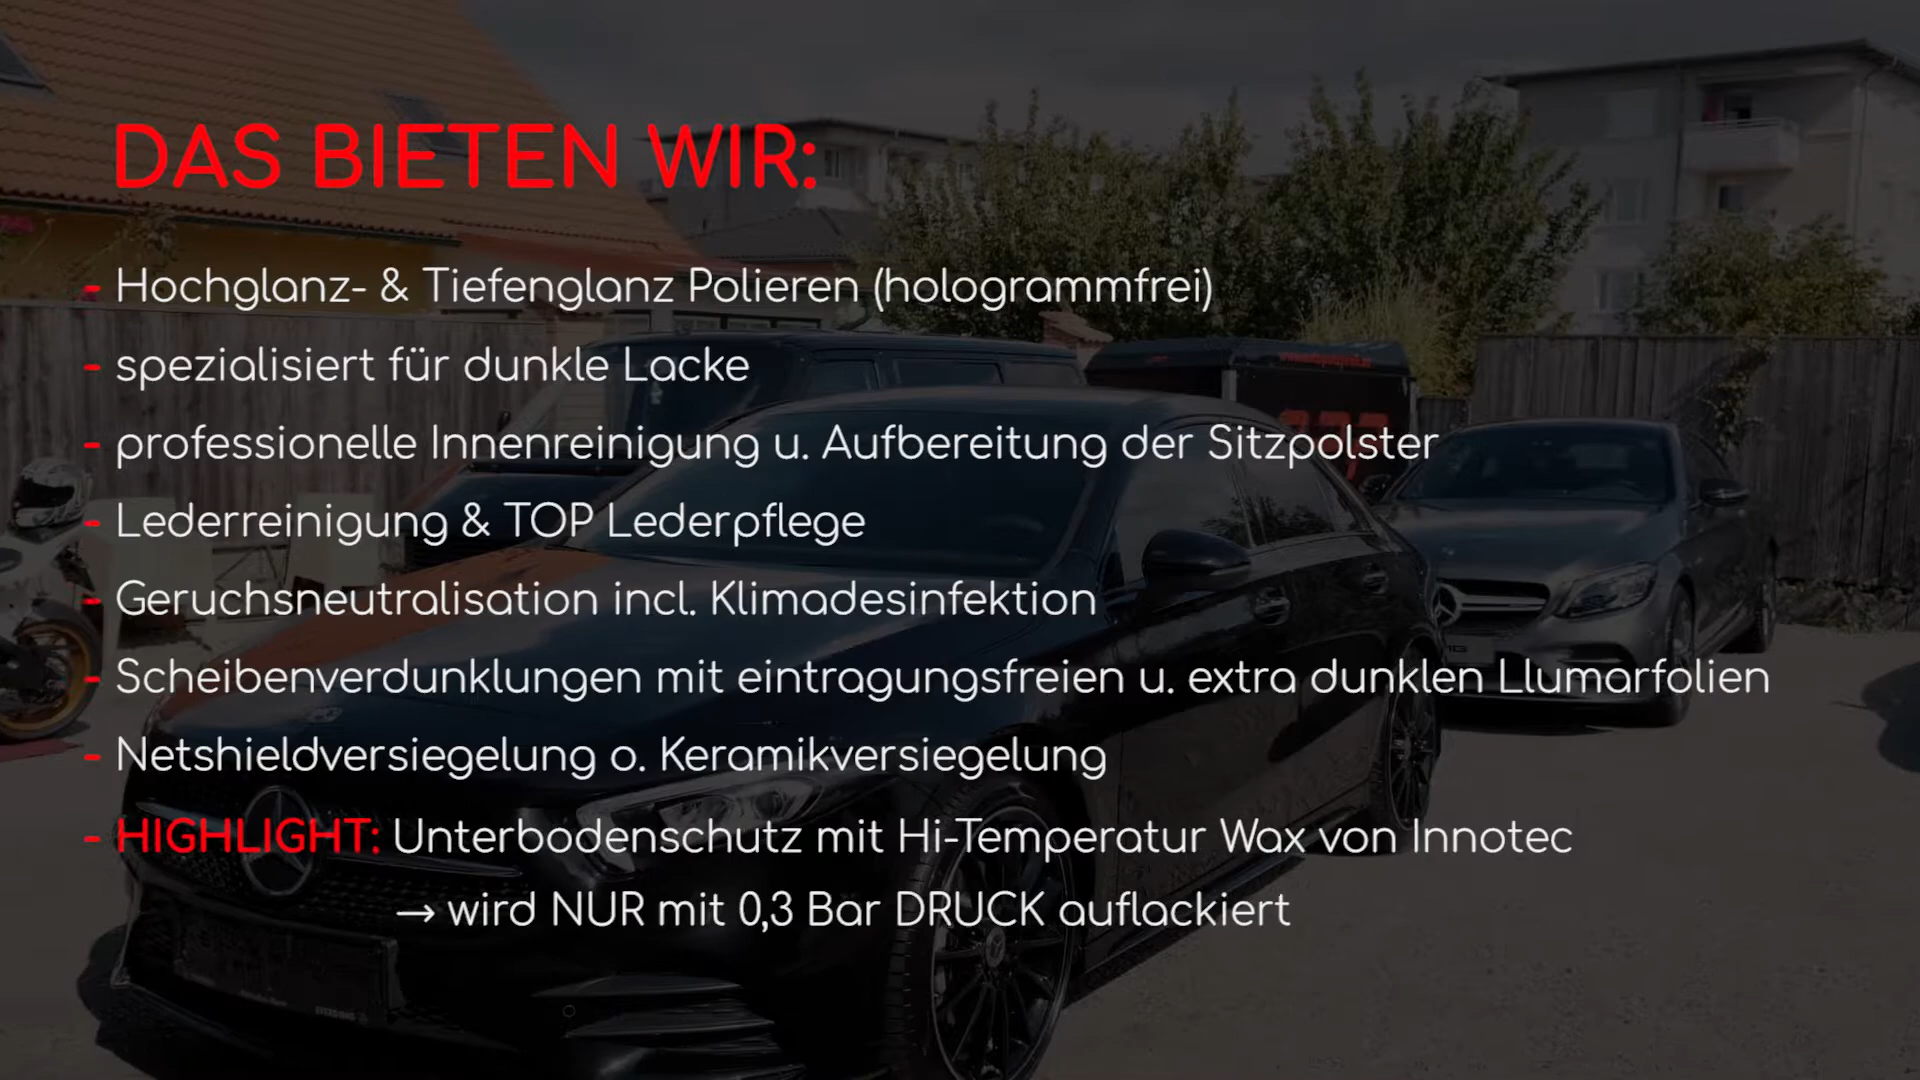 DAS BIETEN WIR:
- Hochglanz- & Tiefenglanz Polieren (hologrammfrei)
- spezialisiert für dunkle Lacke
- professionelle Innenreinigung u. Aufbereitung der Sitzpolster
- Lederreinigung & TOP Lederpflege
- Geruchsneutralisation incl. Klimadesinfektion
- Scheibenverdunklungen mit eintragungsfreien u. extra dunklen Llumarfolien
- Netshieldversiegelung o. Keramikversiegelung
- HIGHLIGHT: Unterbodenschutz mit Hi-Temperatur Wax von Innotec
→ wird NUR mit 0,3 Bar DRUCK auflackiert